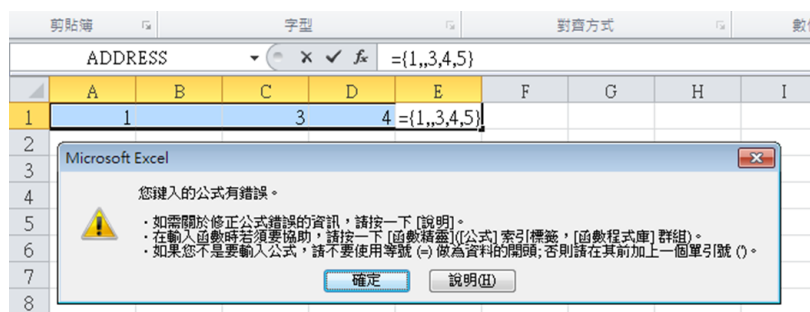 剪貼簿 字型 對齊方式
ADDRESS fx ={1,,3,4,5}
A B C D E F G H I
1 1 3 4 ={1,,3,4,5}
2
Microsoft Excel
3
4 您鍵入的公式有錯誤。
5 ・如需關於修正公式錯誤的資訊，請按一下 [說明]。
・在輸入函數時若須要協助，請按一下 [函數精靈]([公式] 索引標籤，[函數程式庫] 群組)。
6 ・如果您不是要輸入公式，請不要使用等號 (=) 做為資料的開頭; 否則請在其前加上一個單引號 (')。
7 確定 說明(H)
8